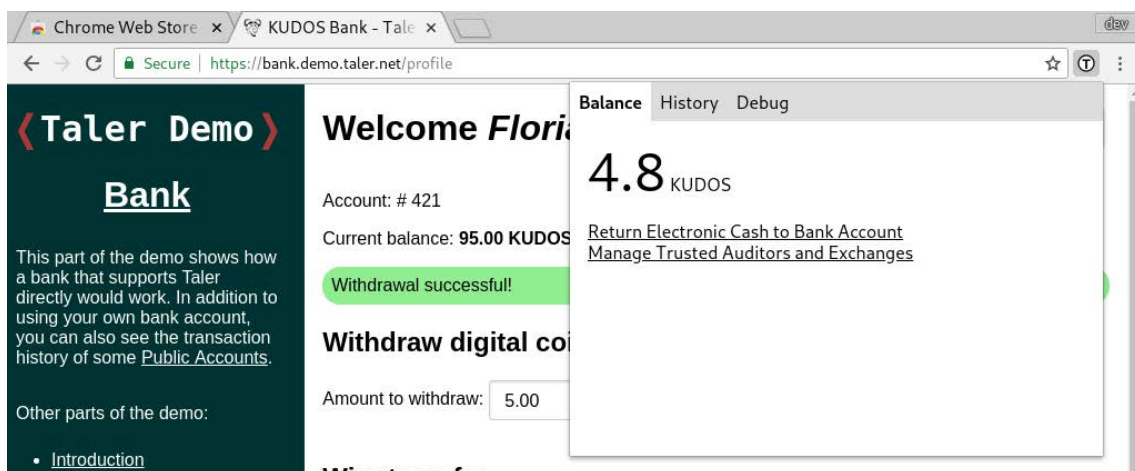 Chrome Web Store
KUDOS Bank - Tale
dev
Secure | https://bank.demo.taler.net/profile
❬Taler Demo❭
Bank
This part of the demo shows how
a bank that supports Taler
directly would work. In addition to
using your own bank account,
you can also see the transaction
history of some Public Accounts.
Other parts of the demo:
• Introduction
Welcome Floria
Account: # 421
Current balance: 95.00 KUDOS
Withdrawal successful!
Withdraw digital coi
Amount to withdraw: 5.00
Balance History Debug
4.8 KUDOS
Return Electronic Cash to Bank Account
Manage Trusted Auditors and Exchanges